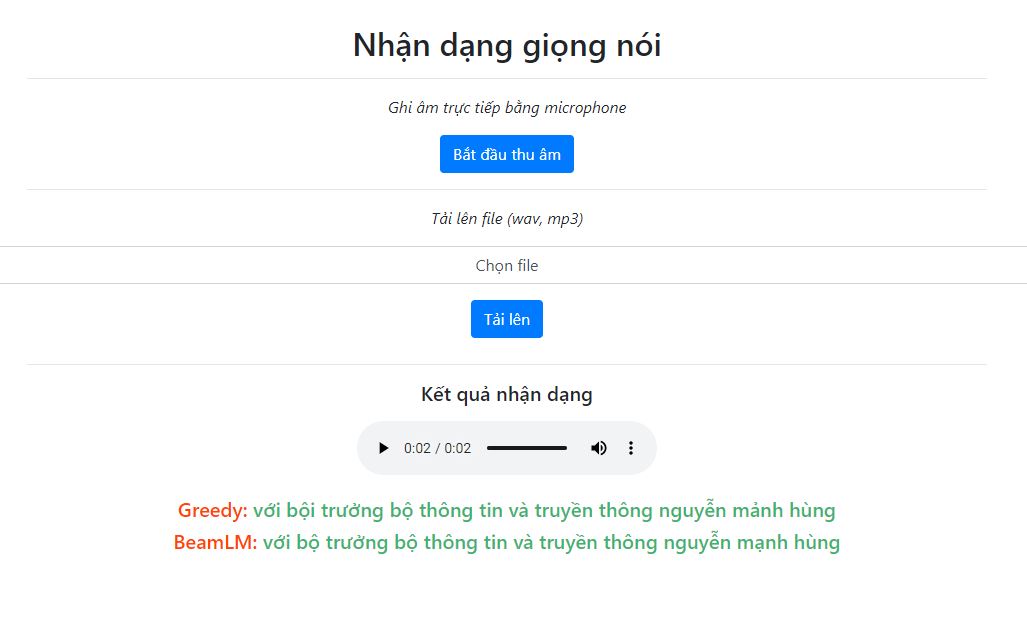 Nhận dạng giọng nói
Ghi âm trực tiếp bằng microphone
Bắt đầu thu âm
Tải lên file (wav, mp3)
Chọn file
Tải lên
Kết quả nhận dạng
0:02 / 0:02
Greedy: với bội trưởng bộ thông tin và truyền thông nguyễn mảnh hùng
BeamLM: với bộ trưởng bộ thông tin và truyền thông nguyễn mạnh hùng